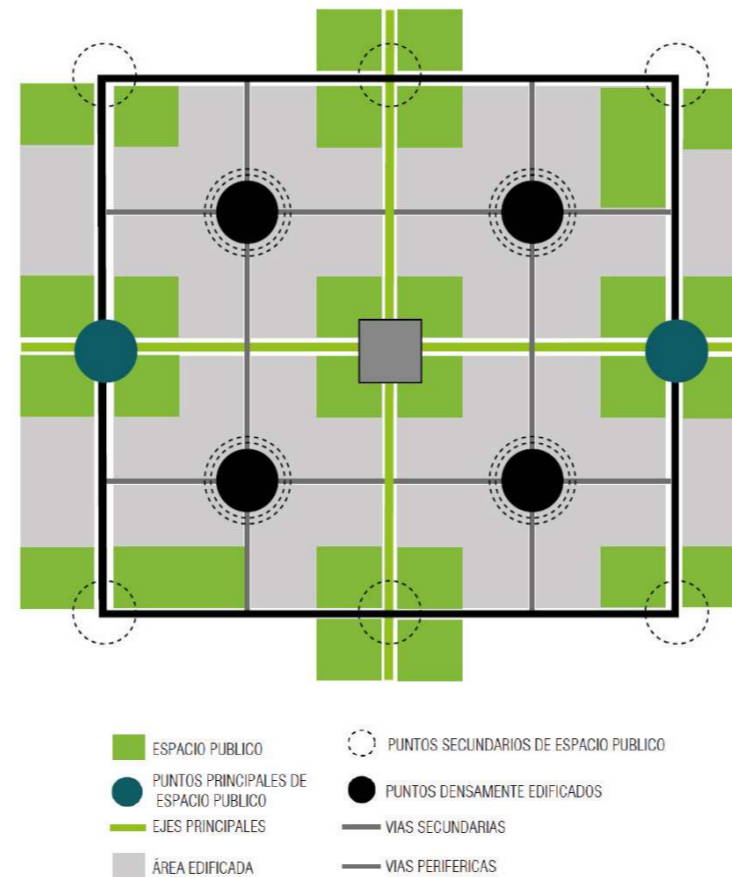 ESPACIO PUBLICO
PUNTOS SECUNDARIOS DE ESPACIO PUBLICO
PUNTOS PRINCIPALES DE
ESPACIO PUBLICO
PUNTOS DENSAMENTE EDIFICADOS
EJES PRINCIPALES
VIAS SECUNDARIAS
ÁREA EDIFICADA
VIAS PERIFERICAS